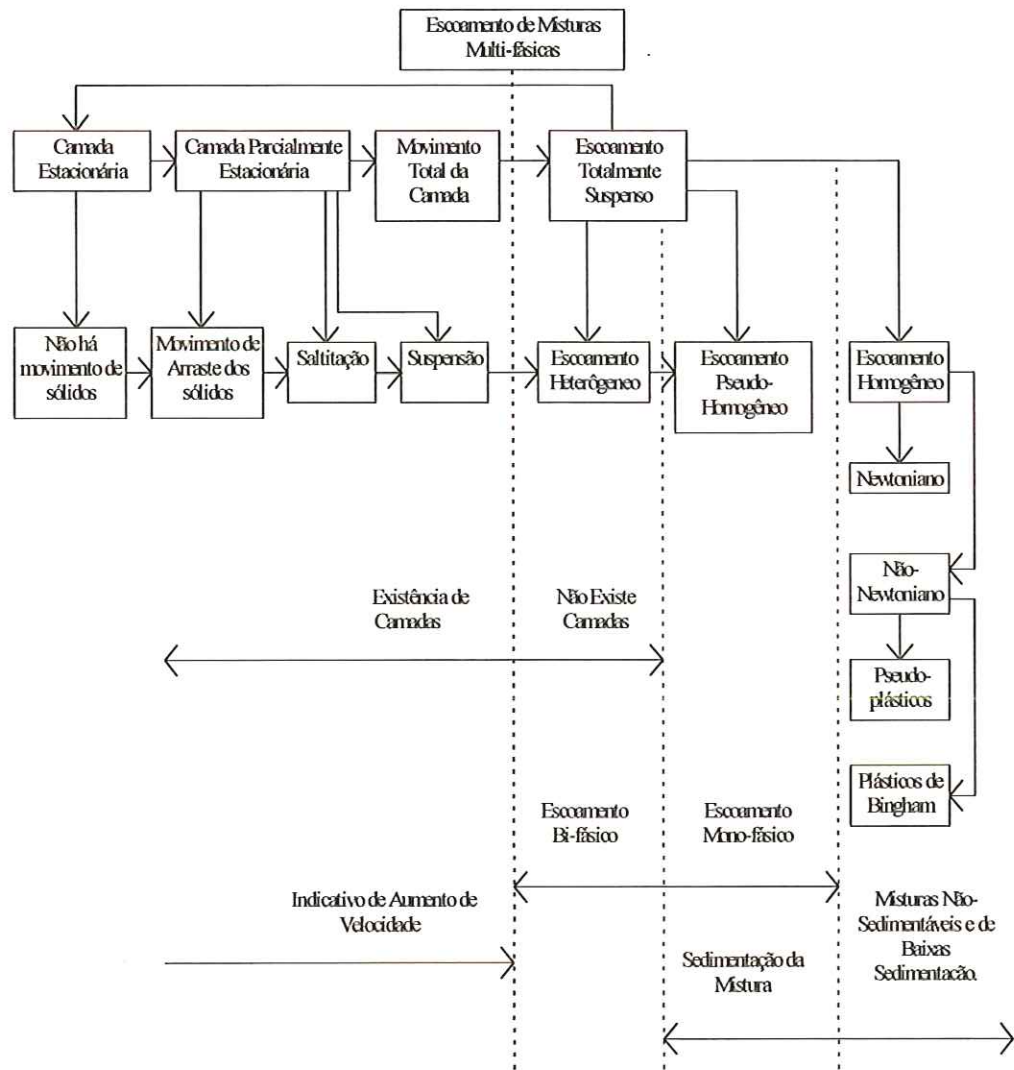 Escoamento de Misturas
Multi-fásicas
Camada
Estacionária
Camada Parcialmente
Estacionária
Movimento
Total da
Camada
Escoamento
Totalmente
Suspenso
Não há
movimento de
sólidos
Movimento de
Arraste dos
sólidos
Saltitação
Suspensão
Escoamento
Heterôgeneo
Escoamento
Pseudo-
Homogêneo
Escoamento
Homogêneo
Newtoniano
Não-
Newtoniano
Pseudo-
plásticos
Plásticos de
Bingham
Existência de
Camadas
Não Existe
Camadas
Escoamento
Bi-fásico
Escoamento
Mono-fásico
Indicativo de Aumento de
Velocidade
Sedimentação da
Mistura
Misturas Não-
Sedimentáveis e de
Baixas
Sedimentacão.